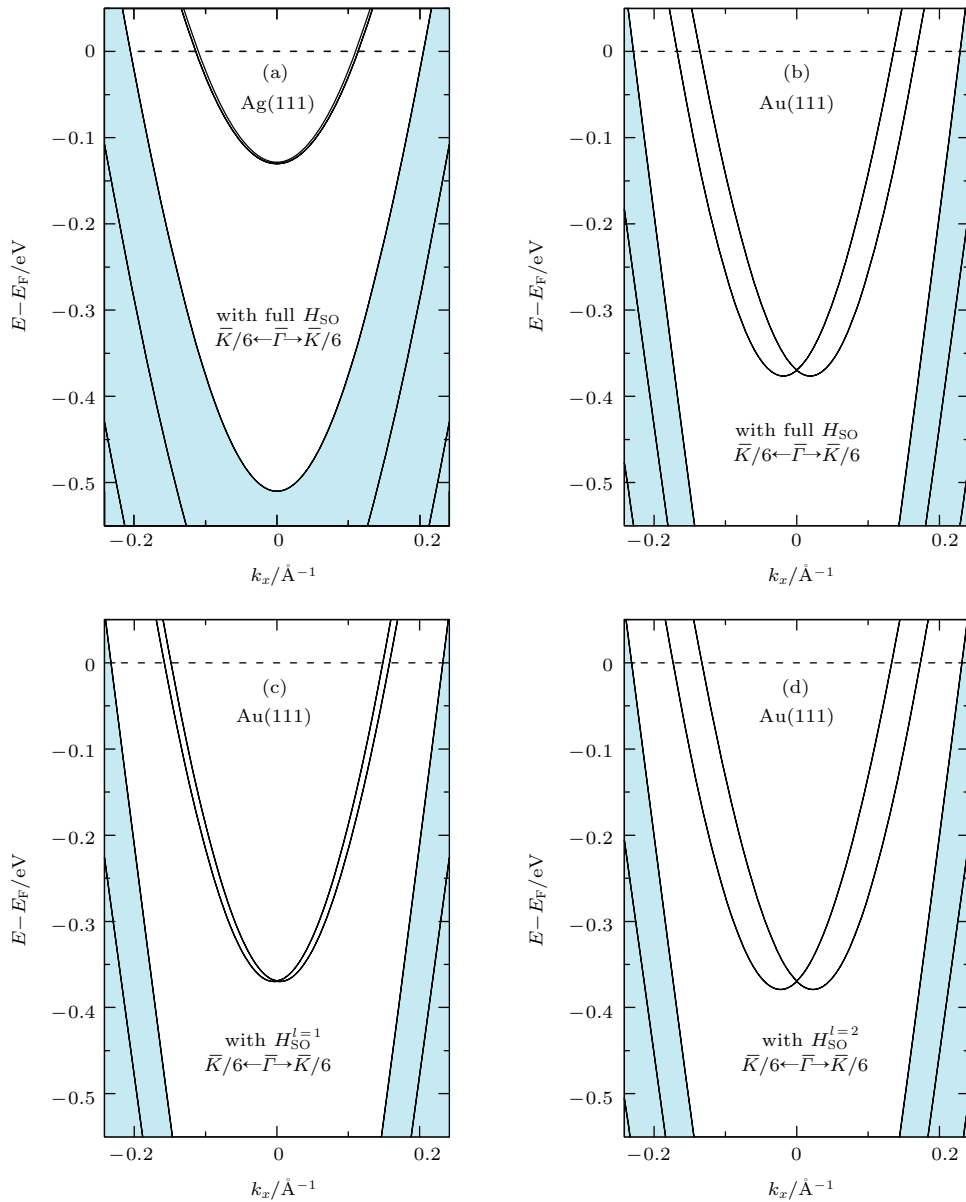 0
−0.1
−0.2
−0.3
−0.4
−0.5
E−E_F/eV
(a)
Ag(111)
with full H_SO
K̅/6←Γ̅→K̅/6
−0.2
0
0.2
k_x/Å⁻¹
0
−0.1
−0.2
−0.3
−0.4
−0.5
E−E_F/eV
(b)
Au(111)
with full H_SO
K̅/6←Γ̅→K̅/6
−0.2
0
0.2
k_x/Å⁻¹
0
−0.1
−0.2
−0.3
−0.4
−0.5
E−E_F/eV
(c)
Au(111)
with H_SO^{l=1}
K̅/6←Γ̅→K̅/6
−0.2
0
0.2
k_x/Å⁻¹
0
−0.1
−0.2
−0.3
−0.4
−0.5
E−E_F/eV
(d)
Au(111)
with H_SO^{l=2}
K̅/6←Γ̅→K̅/6
−0.2
0
0.2
k_x/Å⁻¹